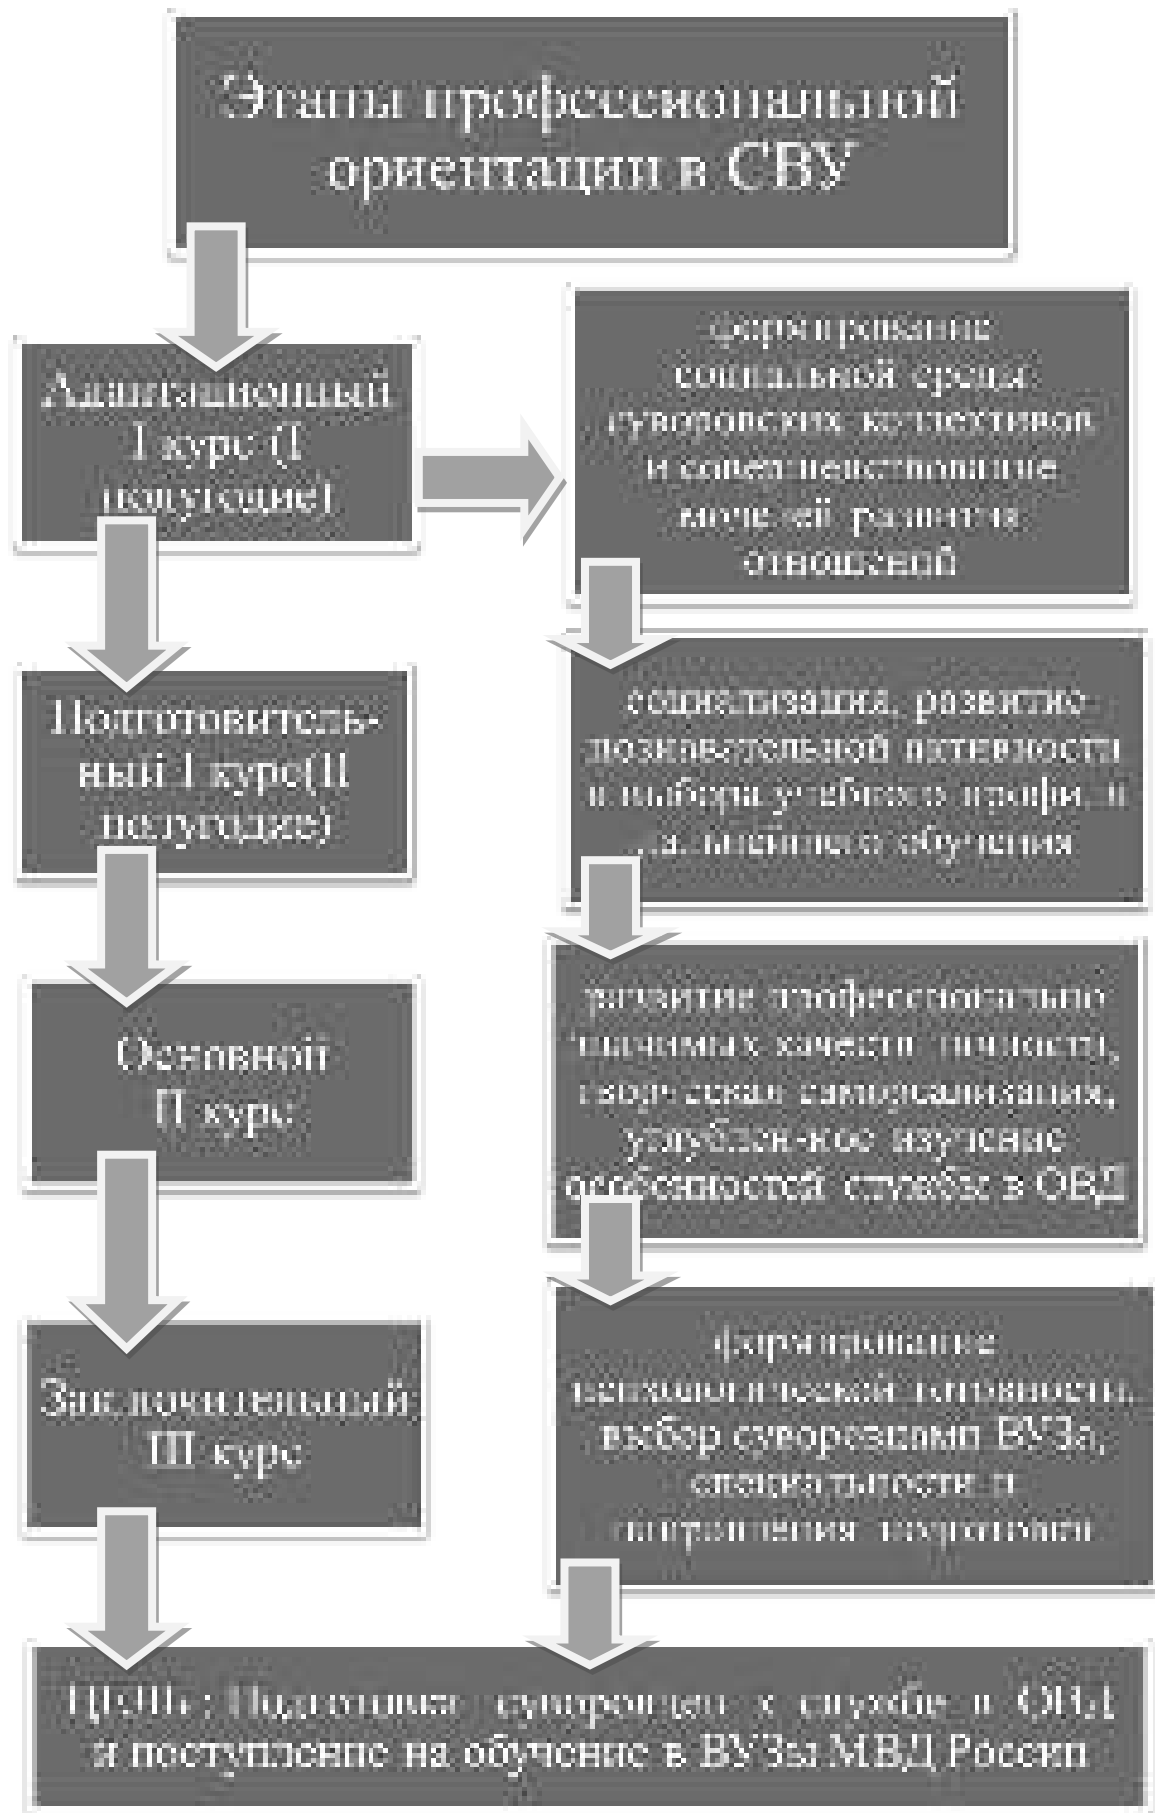 Этапы профессиональной
ориентации в СВУ
Адаптационный
I курс (I
полугодие)
формирование
социальной среды
суворовских коллективов
и совершенствование
моделей развития
отношений
Подготовитель-
ный I курс(II
полугодие)
социализация, развитие
познавательной активности
и выбора учебного профиля
дальнейшего обучения
Основной
II курс
развитие профессионально
значимых качеств личности,
творческая самореализация,
углубленное изучение
особенностей службы в ОВД
Заключительный
III курс
формирование
психологической готовности,
выбор суворовцами ВУЗа,
специальности и
направления подготовки
ЦЕЛЬ: Подготовка суворовцев к службе в ОВД
и поступление на обучение в ВУЗы МВД России